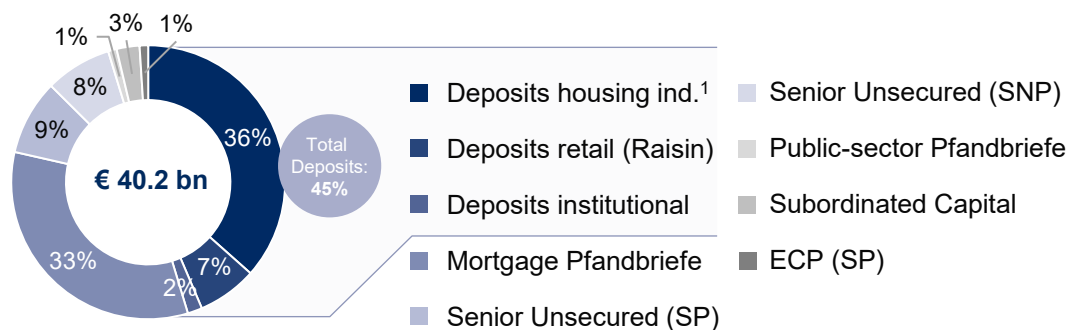 1%
3%
1%
8%
9%
36%
33%
2%
7%
€ 40.2 bn
Total
Deposits:
45%
Deposits housing ind.¹
Deposits retail (Raisin)
Deposits institutional
Mortgage Pfandbriefe
Senior Unsecured (SP)
Senior Unsecured (SNP)
Public-sector Pfandbriefe
Subordinated Capital
ECP (SP)